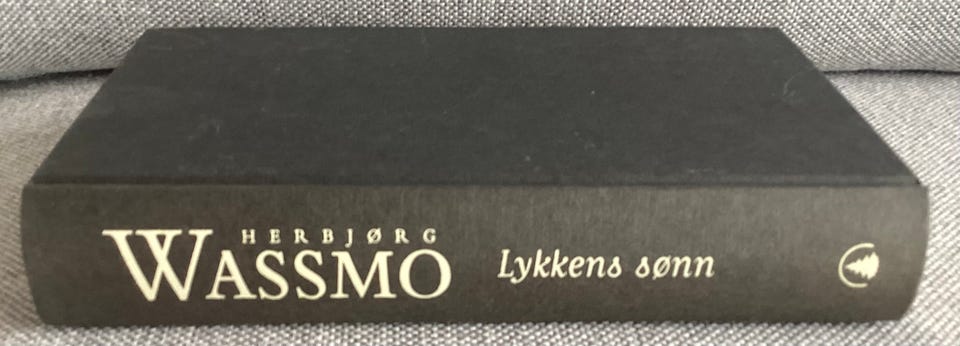 HERBJØRG
WASSMO
Lykkens sønn